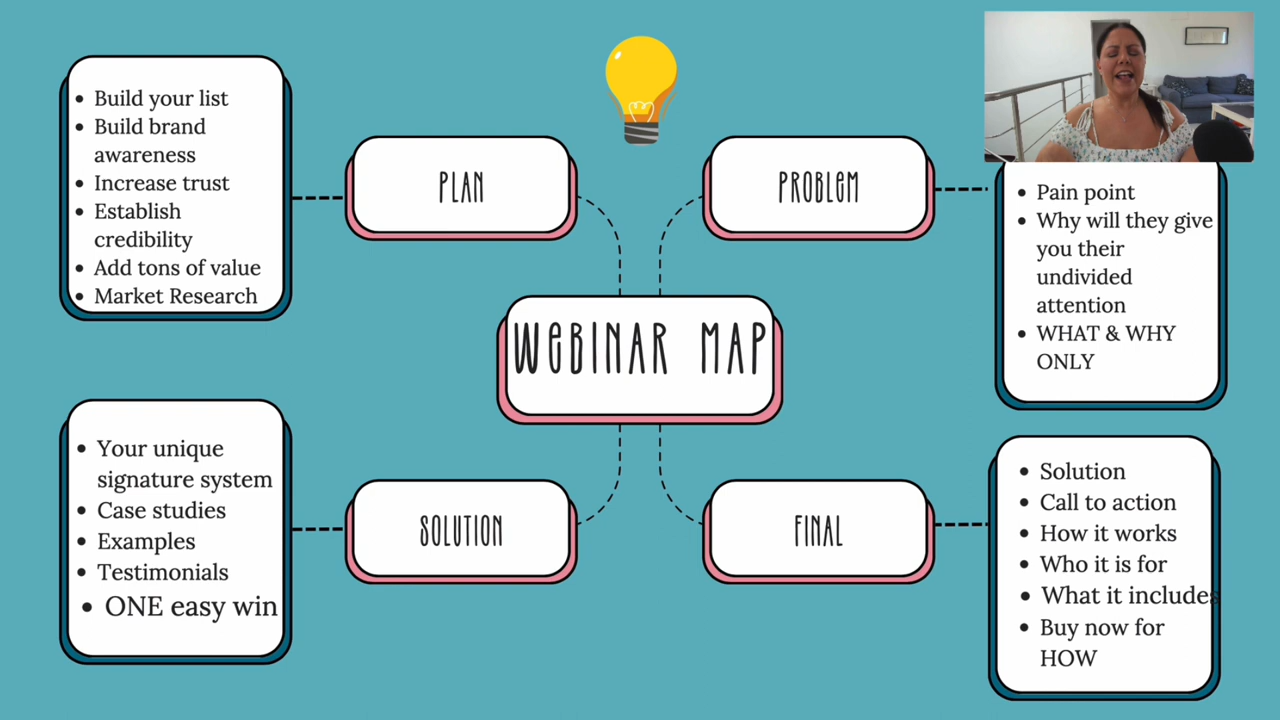 • Build your list
• Build brand
awareness
• Increase trust
• Establish
credibility
• Add tons of value
• Market Research
PLAN
PROBLEM
• Pain point
• Why will they give
you their
undivided
attention
• WHAT & WHY
ONLY
WEBINAR MAP
• Your unique
signature system
• Case studies
• Examples
• Testimonials
• ONE easy win
SOLUTION
FINAL
• Solution
• Call to action
• How it works
• Who it is for
• What it includes
• Buy now for
HOW